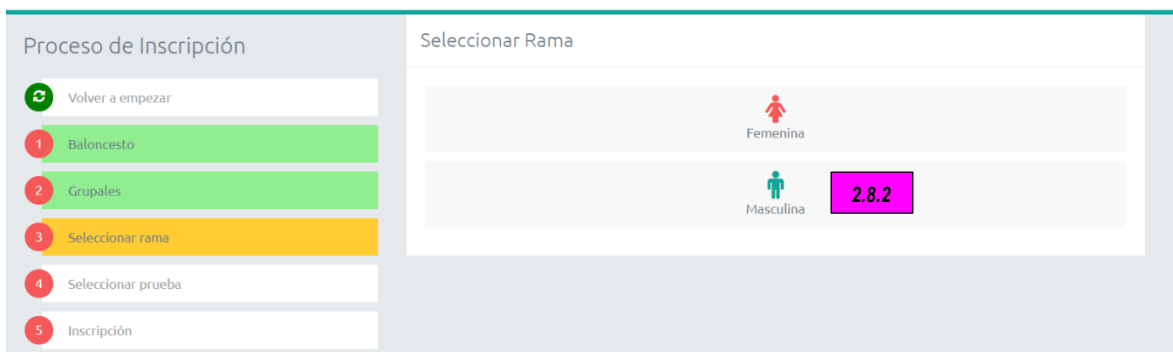 Proceso de Inscripción
Volver a empezar
1 Baloncesto
2 Grupales
3 Seleccionar rama
4 Seleccionar prueba
5 Inscripción
Seleccionar Rama
Femenina
Masculina
2.8.2